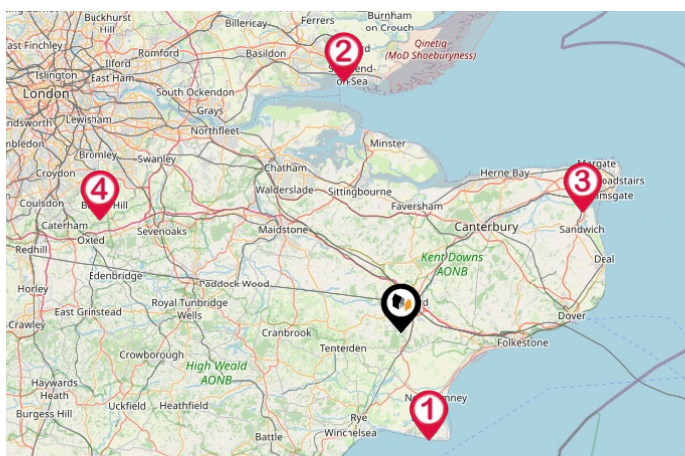 Buckhurst
Hill
Billericay
Ferrers
Burnham
on Crouch
Qinetiq
(MoD Shoeburyness)
2
East Finchley
Ilford
Romford
Basildon
Islington
East Ham
on-Sea
London
South Ockendon
Grays
Lewisham
Northfleet
Bromley
Swanley
Minster
Croydon
Chatham
Herne Bay
Margate
4
Walderslade
Sittingbourne
3
Coulsdon
Faversham
Canterbury
Sandwich
Caterham
Sevenoaks
Maidstone
Oxted
Redhill
Kent Downs
AONB
Deal
Edenbridge
Horley
Paddock Wood
Royal Tunbridge
Wells
East Grinstead
Dover
Crawley
Cranbrook
Folkestone
Tenterden
Crowborough
High Weald
AONB
Haywards
Heath
1
Uckfield
Heathfield
Burgess Hill
Rye
Winchelsea
Battle